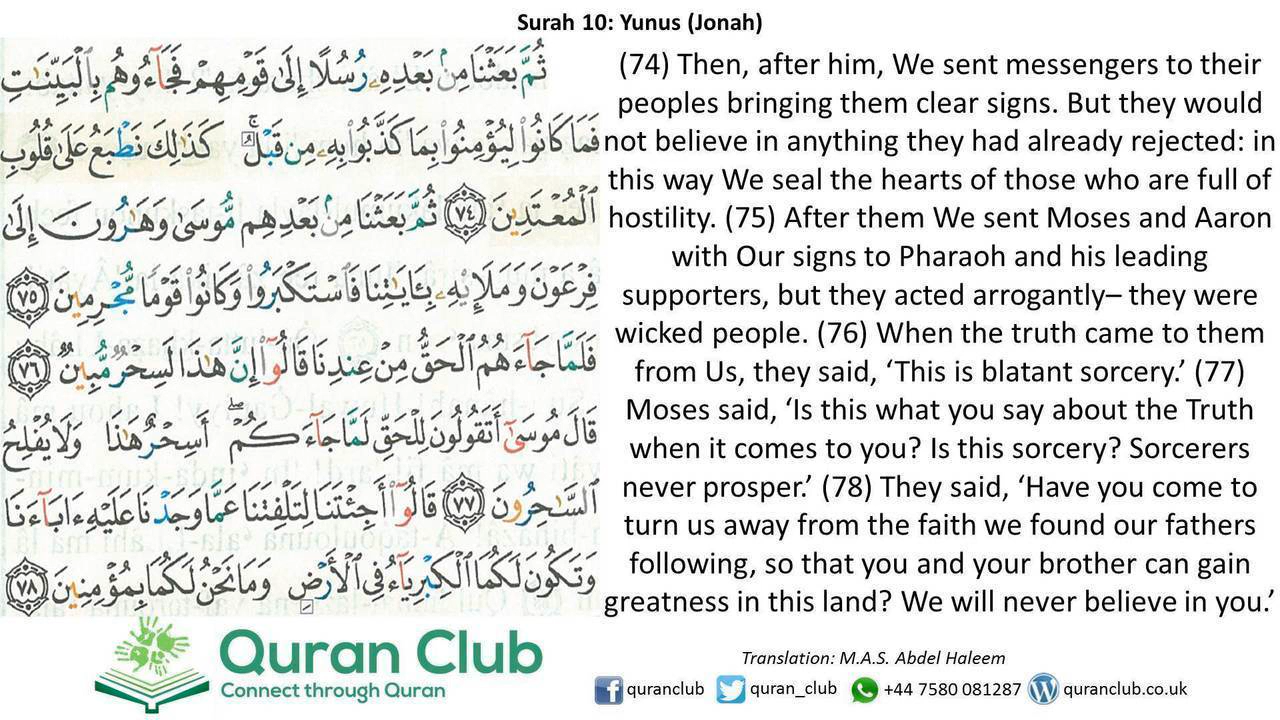 Surah 10: Yunus (Jonah)
ثُمَّ بَعَثْنَا مِنۢ بَعْدِهِۦ رُسُلًا إِلَىٰ قَوْمِهِمْ فَجَآءُوهُم بِٱلْبَيِّنَـٰتِ
فَمَا كَانُوا۟ لِيُؤْمِنُوا۟ بِمَا كَذَّبُوا۟ بِهِۦ مِن قَبْلُ ۚ كَذَٰلِكَ نَطْبَعُ عَلَىٰ قُلُوبِ
ٱلْمُعْتَدِينَ ﴿٧٤﴾ ثُمَّ بَعَثْنَا مِنۢ بَعْدِهِم مُّوسَىٰ وَهَـٰرُونَ إِلَىٰ
فِرْعَوْنَ وَمَلَإِي۟هِۦ بِـَٔايَـٰتِنَا فَٱسْتَكْبَرُوا۟ وَكَانُوا۟ قَوْمًا مُّجْرِمِينَ ﴿٧٥﴾
فَلَمَّا جَآءَهُمُ ٱلْحَقُّ مِنْ عِندِنَا قَالُوٓا۟ إِنَّ هَـٰذَا لَسِحْرٌ مُّبِينٌ ﴿٧٦﴾
قَالَ مُوسَىٰٓ أَتَقُولُونَ لِلْحَقِّ لَمَّا جَآءَكُمْ ۖ أَسِحْرٌ هَـٰذَا وَلَا يُفْلِحُ
ٱلسَّـٰحِرُونَ ﴿٧٧﴾ قَالُوٓا۟ أَجِئْتَنَا لِتَلْفِتَنَا عَمَّا وَجَدْنَا عَلَيْهِ ءَابَآءَنَا
وَتَكُونَ لَكُمَا ٱلْكِبْرِيَآءُ فِى ٱلْأَرْضِ وَمَا نَحْنُ لَكُمَا بِمُؤْمِنِينَ ﴿٧٨﴾
(74) Then, after him, We sent messengers to their
peoples bringing them clear signs. But they would
not believe in anything they had already rejected: in
this way We seal the hearts of those who are full of
hostility. (75) After them We sent Moses and Aaron
with Our signs to Pharaoh and his leading
supporters, but they acted arrogantly– they were
wicked people. (76) When the truth came to them
from Us, they said, ‘This is blatant sorcery.’ (77)
Moses said, ‘Is this what you say about the Truth
when it comes to you? Is this sorcery? Sorcerers
never prosper.’ (78) They said, ‘Have you come to
turn us away from the faith we found our fathers
following, so that you and your brother can gain
greatness in this land? We will never believe in you.’
Quran Club
Connect through Quran
Translation: M.A.S. Abdel Haleem
quranclub quran_club +44 7580 081287 quranclub.co.uk